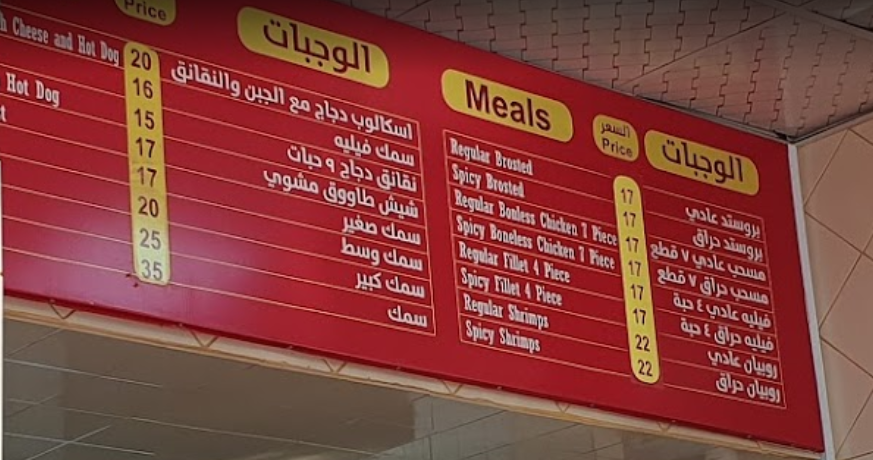 Price
الوجبات
h Cheese and Hot Dog
20
اسكالوب دجاج مع الجبن والنقانق
16
سمك فيليه
Hot Dog
15
نقانق دجاج ٩ حبات
17
شيش طاووق مشوي
17
سمك صغير
20
سمك وسط
25
سمك كبير
35
سمك
Meals
السعر
Price
الوجبات
Regular Brosted
17
بروستد عادي
Spicy Brosted
17
بروستد حراق
Regular Bonless Chicken 7 Piece
17
مسحب عادي ٧ قطع
Spicy Boneless Chicken 7 Piece
17
مسحب حراق ٧ قطع
Regular Fillet 4 Piece
17
فيليه عادي ٤ حبة
Spicy Fillet 4 Piece
17
فيليه حراق ٤ حبة
Regular Shrimps
22
روبيان عادي
Spicy Shrimps
22
روبيان حراق